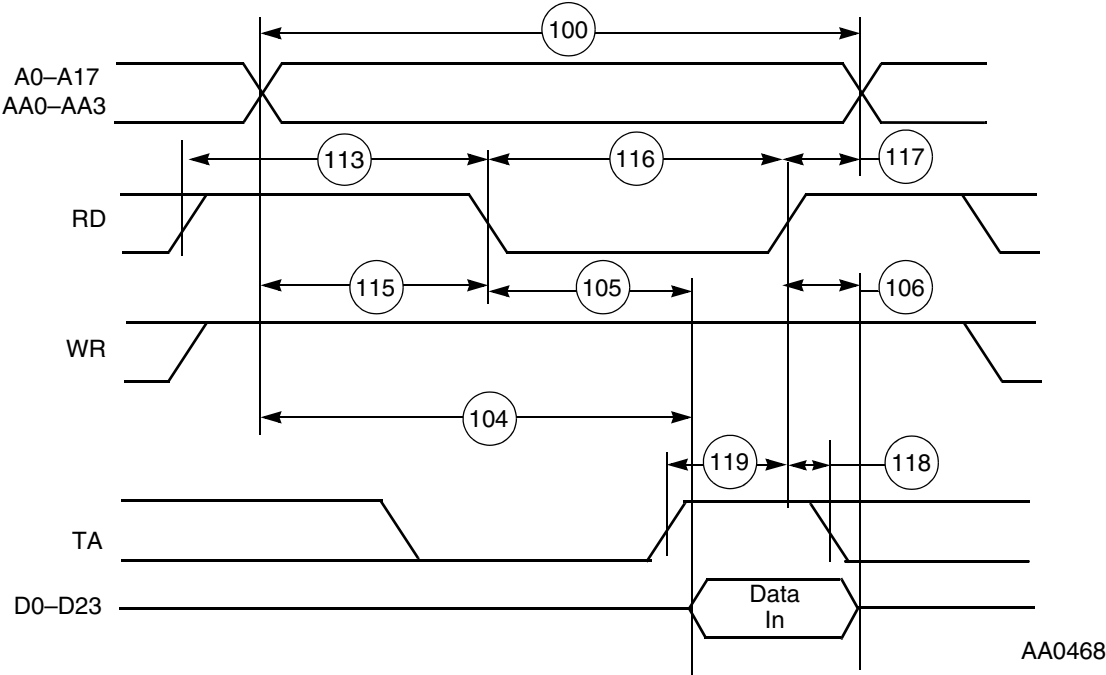 100
A0–A17
AA0–AA3
113
116
117
RD
115
105
106
WR
104
119
118
TA
D0–D23
Data
In
AA0468